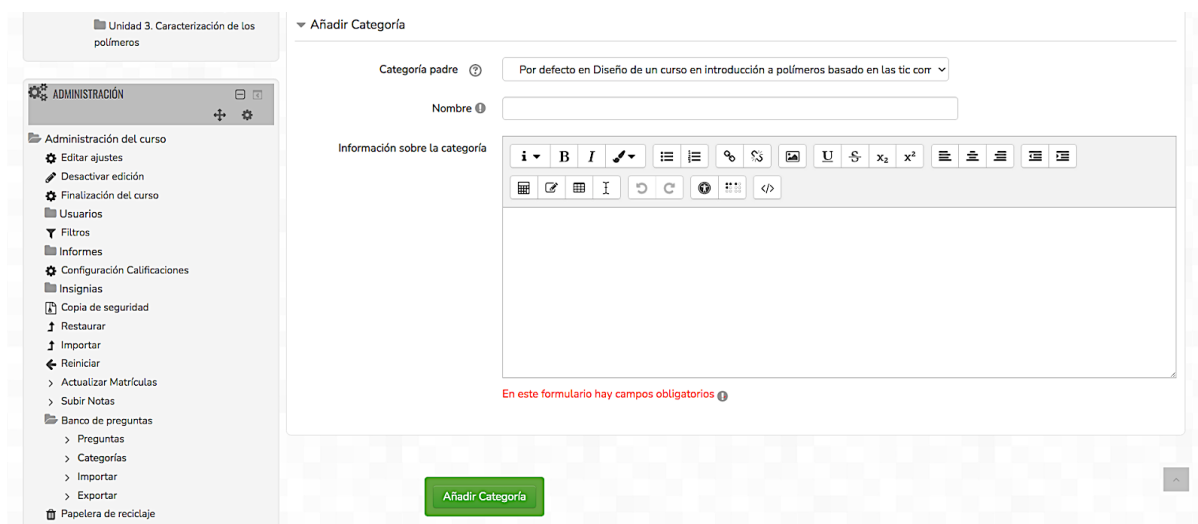 Unidad 3. Caracterización de los
polímeros
ADMINISTRACIÓN
Administración del curso
Editar ajustes
Desactivar edición
Finalización del curso
Usuarios
Filtros
Informes
Configuración Calificaciones
Insignias
Copia de seguridad
Restaurar
Importar
Reiniciar
Actualizar Matrículas
Subir Notas
Banco de preguntas
Preguntas
Categorías
Importar
Exportar
Papelera de reciclaje
Añadir Categoría
Categoría padre
Por defecto en Diseño de un curso en introducción a polímeros basado en las tic com
Nombre
Información sobre la categoría
i B I U S x₂ x²
</>
En este formulario hay campos obligatorios
Añadir Categoría